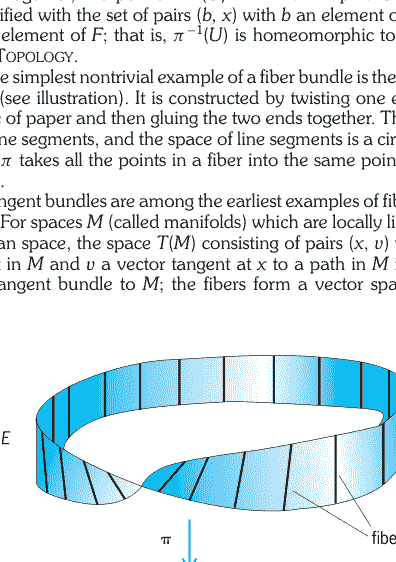 ified with the set of pairs (b, x) with b an element o
element of F; that is, π⁻¹(U) is homeomorphic to
TOPOLOGY.
e simplest nontrivial example of a fiber bundle is the
(see illustration). It is constructed by twisting one e
of paper and then gluing the two ends together. Th
ne segments, and the space of line segments is a cir
π takes all the points in a fiber into the same poin
ngent bundles are among the earliest examples of fib
For spaces M (called manifolds) which are locally li
an space, the space T(M) consisting of pairs (x, υ)
in M and υ a vector tangent at x to a path in M
tangent bundle to M; the fibers form a vector spa
E
fibe
π